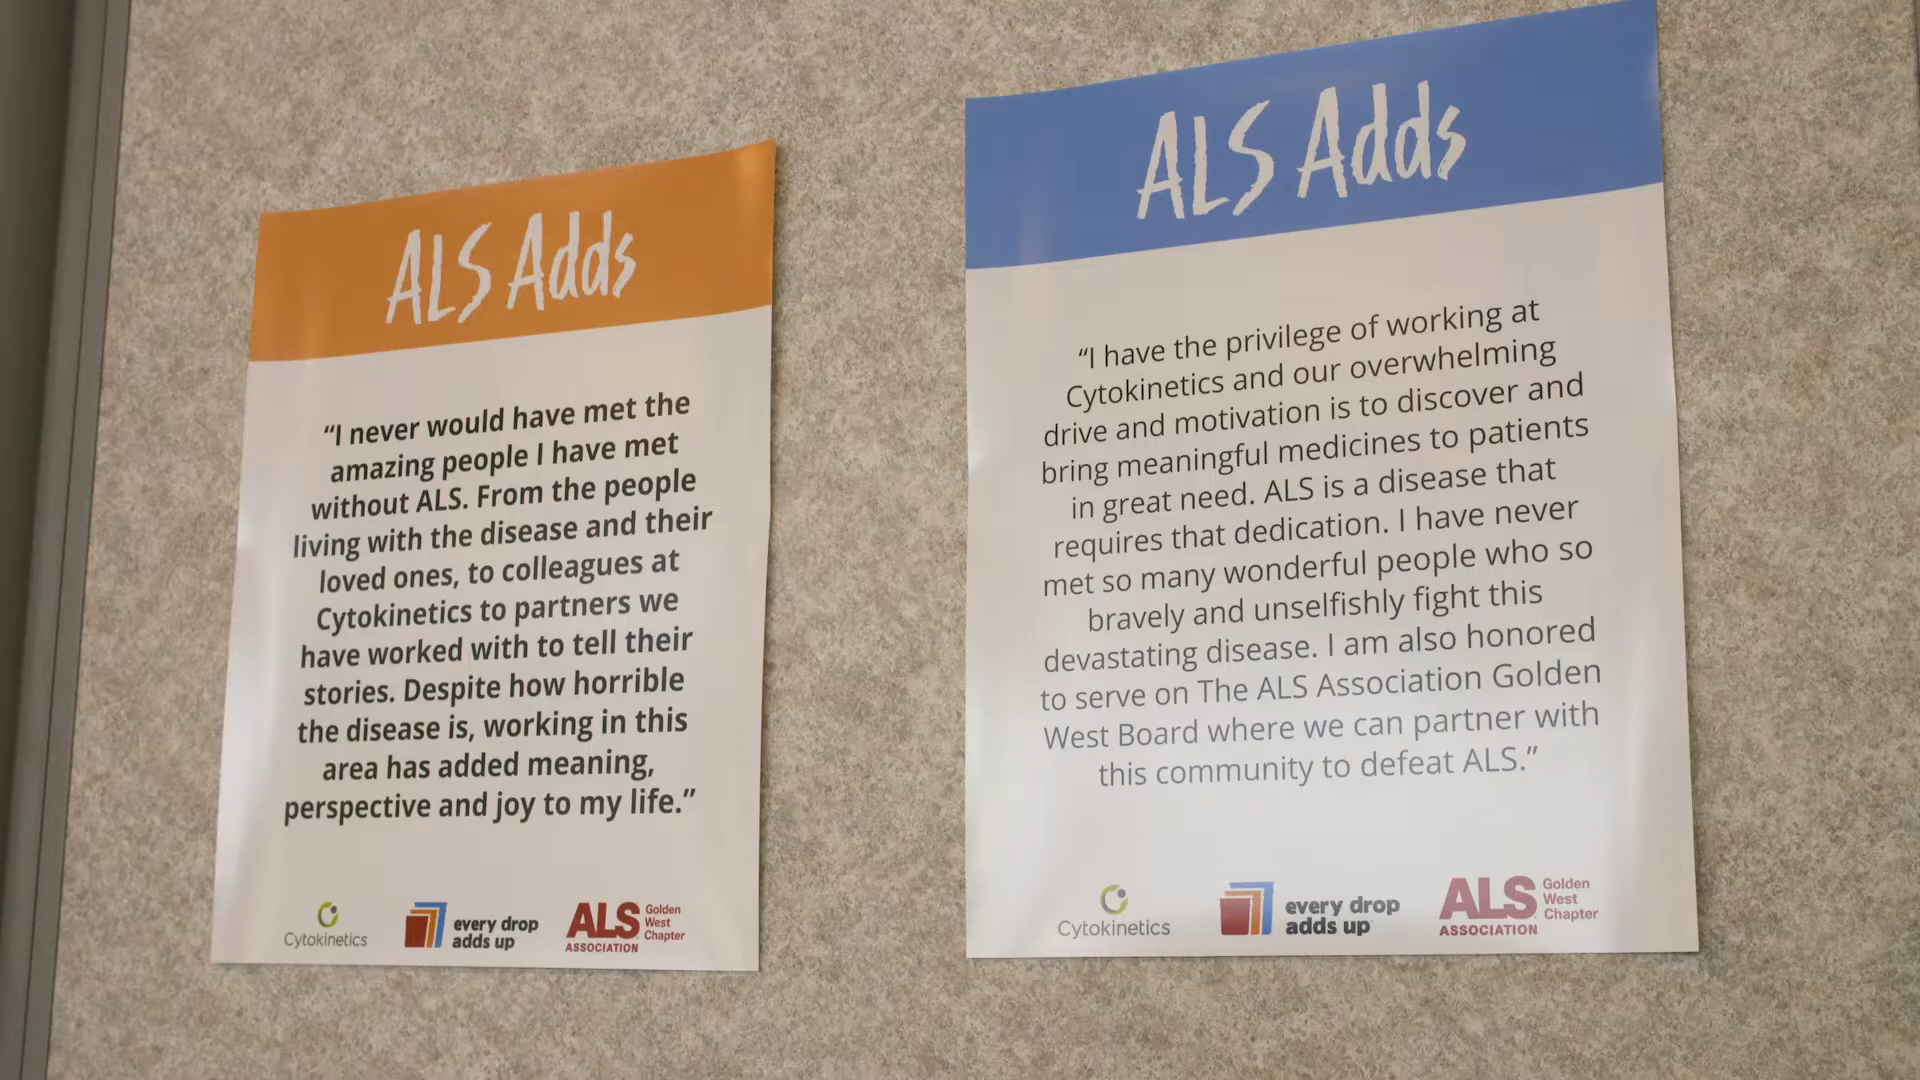 ALS Adds
“I never would have met the
amazing people I have met
without ALS. From the people
living with the disease and their
loved ones, to colleagues at
Cytokinetics to partners we
have worked with to tell their
stories. Despite how horrible
the disease is, working in this
area has added meaning,
perspective and joy to my life.”
Cytokinetics
every drop
adds up
ALS
ASSOCIATION
Golden
West
Chapter
ALS Adds
“I have the privilege of working at
Cytokinetics and our overwhelming
drive and motivation is to discover and
bring meaningful medicines to patients
in great need. ALS is a disease that
requires that dedication. I have never
met so many wonderful people who so
bravely and unselfishly fight this
devastating disease. I am also honored
to serve on The ALS Association Golden
West Board where we can partner with
this community to defeat ALS.”
Cytokinetics
every drop
adds up
ALS
ASSOCIATION
Golden
West
Chapter